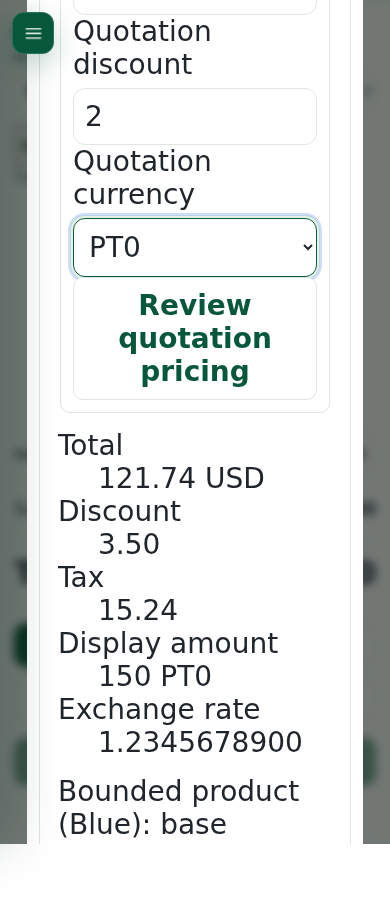 Quotation
discount
2
Quotation
currency
PT0
Review
quotation
pricing
Total
121.74 USD
Discount
3.50
Tax
15.24
Display amount
150 PT0
Exchange rate
1.2345678900
Bounded product
(Blue): base